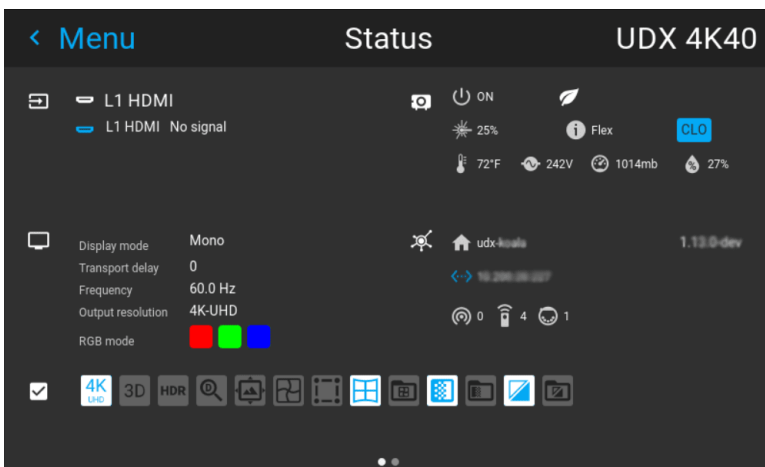 Menu
Status
UDX 4K40
L1 HDMI
L1 HDMI No signal
ON
25%
Flex
CLO
72°F
242V
1014mb
27%
Display mode Mono
Transport delay 0
Frequency 60.0 Hz
Output resolution 4K-UHD
RGB mode
udx-
1.13.0-dev
0
4
1
4K UHD
3D
HDR
D